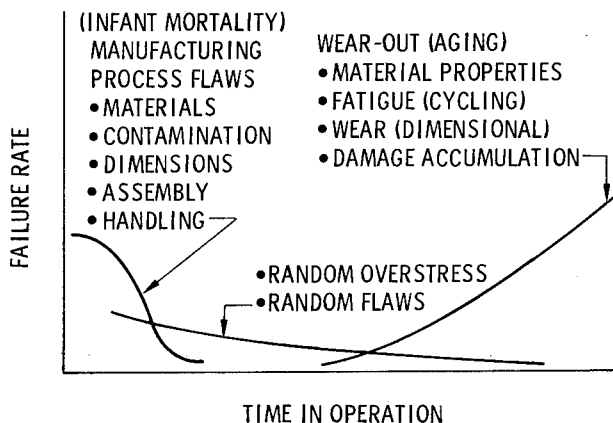 (INFANT MORTALITY)
MANUFACTURING
PROCESS FLAWS
•MATERIALS
•CONTAMINATION
•DIMENSIONS
•ASSEMBLY
•HANDLING
WEAR-OUT (AGING)
•MATERIAL PROPERTIES
•FATIGUE (CYCLING)
•WEAR (DIMENSIONAL)
•DAMAGE ACCUMULATION
FAILURE RATE
•RANDOM OVERSTRESS
•RANDOM FLAWS
TIME IN OPERATION